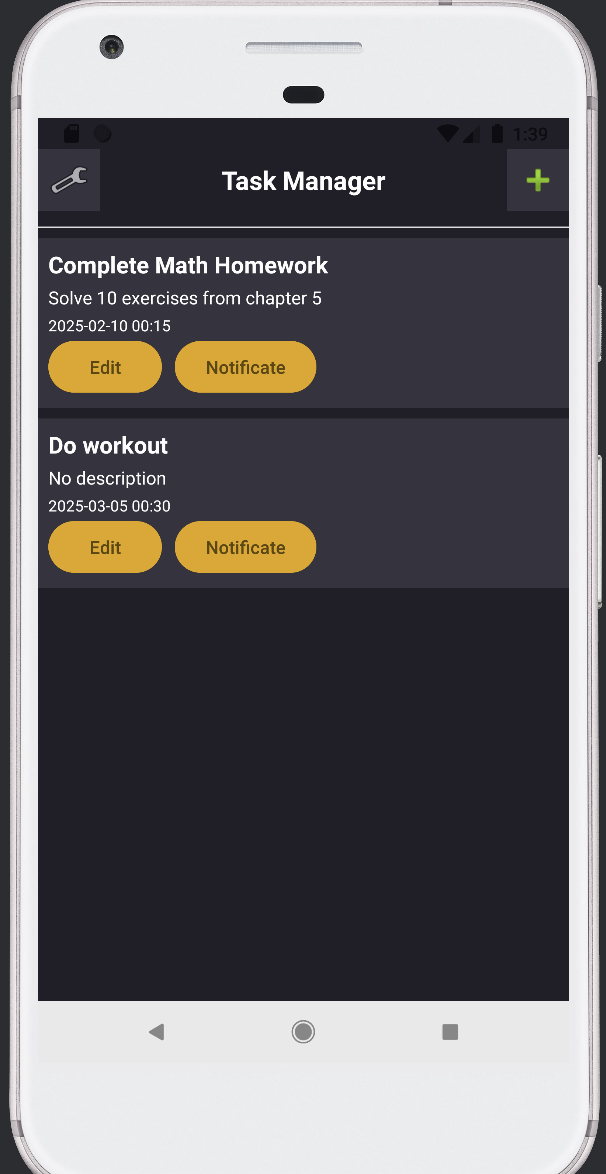 1:39
Task Manager
Complete Math Homework
Solve 10 exercises from chapter 5
2025-02-10 00:15
Edit Notificate
Do workout
No description
2025-03-05 00:30
Edit Notificate